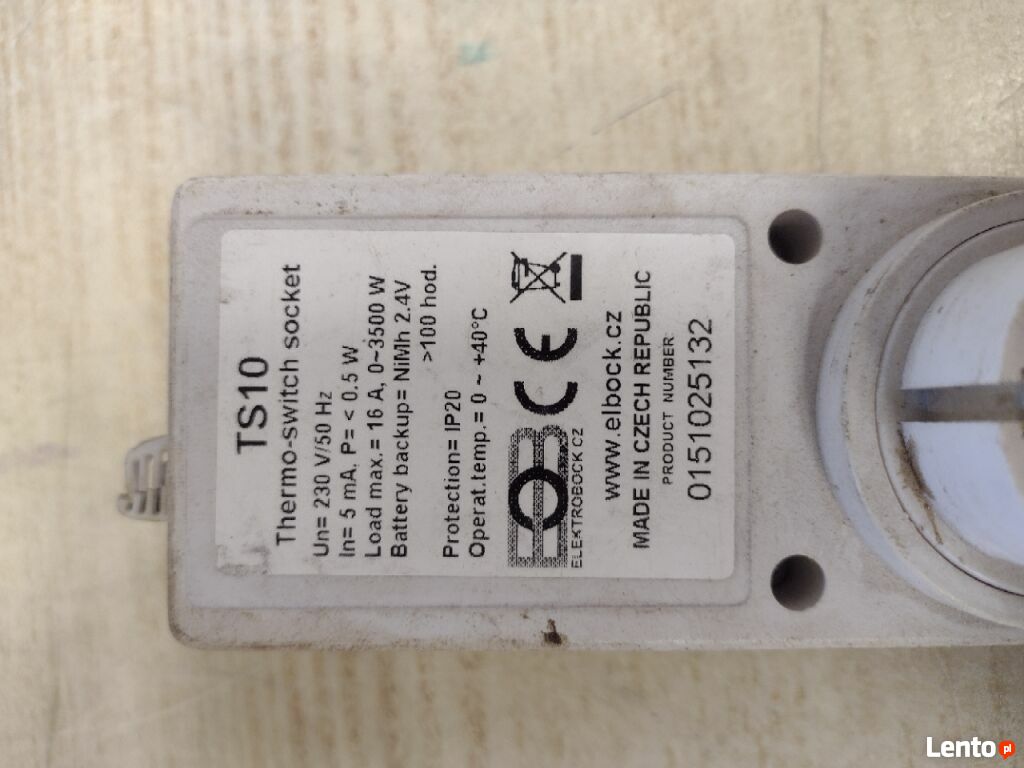 TS10
Thermo-switch socket
Un= 230 V/50 Hz
In= 5 mA, P= < 0.5 W
Load max.= 16 A, 0~3500 W
Battery backup= NiMh 2.4V
>100 hod.
Protection= IP20
Operat.temp.= 0 ~ +40°C
EOB CE
ELEKTROBOCK CZ
www.elbock.cz
MADE IN CZECH REPUBLIC
PRODUCT NUMBER:
0151025132
Lento pl